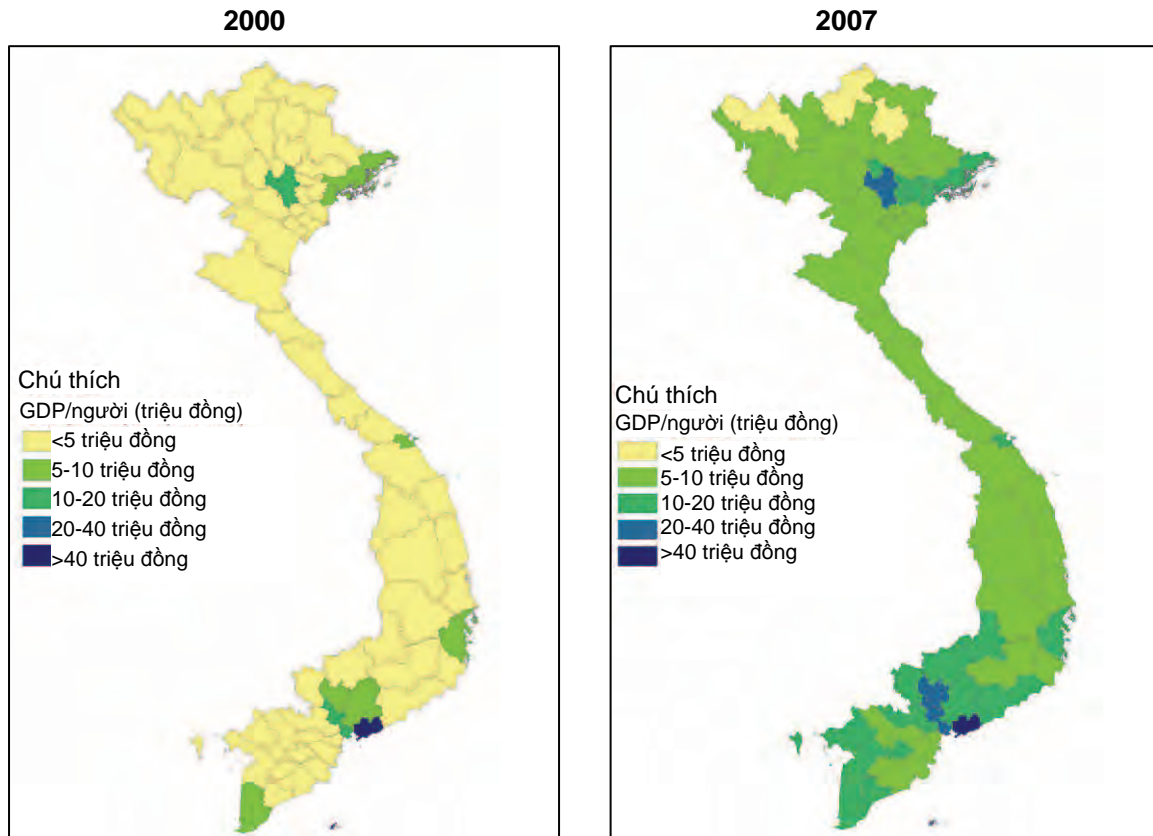 2000
Chú thích
GDP/người (triệu đồng)
<5 triệu đồng
5-10 triệu đồng
10-20 triệu đồng
20-40 triệu đồng
>40 triệu đồng
2007
Chú thích
GDP/người (triệu đồng)
<5 triệu đồng
5-10 triệu đồng
10-20 triệu đồng
20-40 triệu đồng
>40 triệu đồng